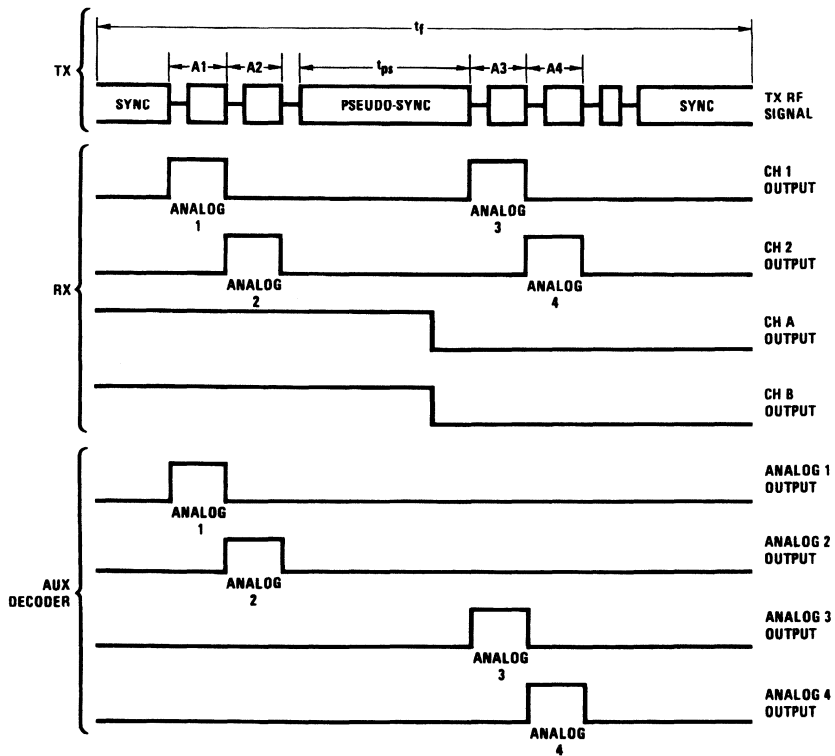 tf
TX
A1
A2
tps
A3
A4
SYNC
PSEUDO-SYNC
SYNC
TX RF
SIGNAL
RX
CH 1
OUTPUT
ANALOG
1
ANALOG
3
CH 2
OUTPUT
ANALOG
2
ANALOG
4
CH A
OUTPUT
CH B
OUTPUT
AUX
DECODER
ANALOG 1
OUTPUT
ANALOG
1
ANALOG 2
OUTPUT
ANALOG
2
ANALOG 3
OUTPUT
ANALOG
3
ANALOG 4
OUTPUT
ANALOG
4